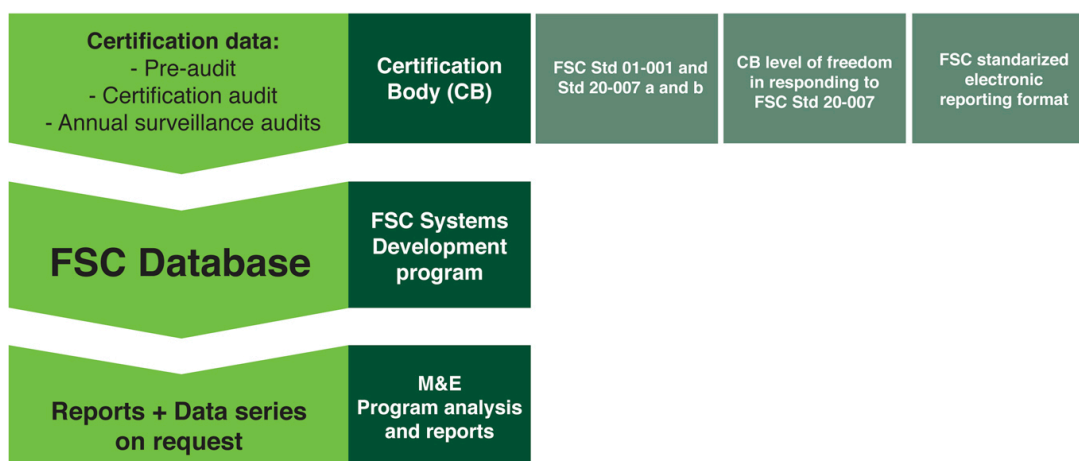 Certification data:
- Pre-audit
- Certification audit
- Annual surveillance audits
Certification
Body (CB)
FSC Std 01-001 and
Std 20-007 a and b
CB level of freedom
in responding to
FSC Std 20-007
FSC standarized
electronic
reporting format
FSC Database
FSC Systems
Development
program
Reports + Data series
on request
M&E
Program analysis
and reports